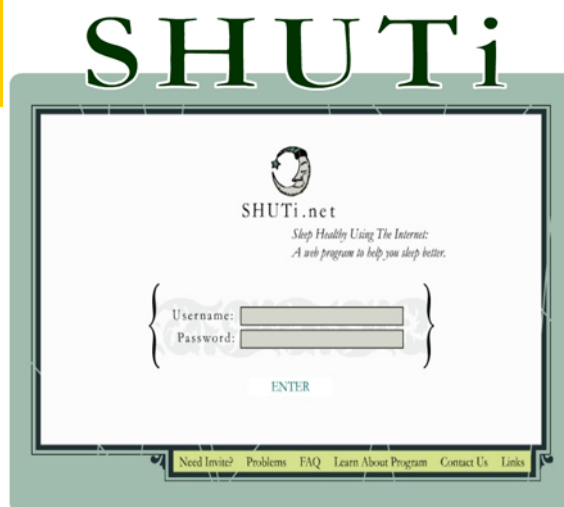 SHUTi
SHUTi.net
Sleep Healthy Using The Internet:
A web program to help you sleep better.
Username:
Password:
ENTER
Need Invite? Problems FAQ Learn About Program Contact Us Links